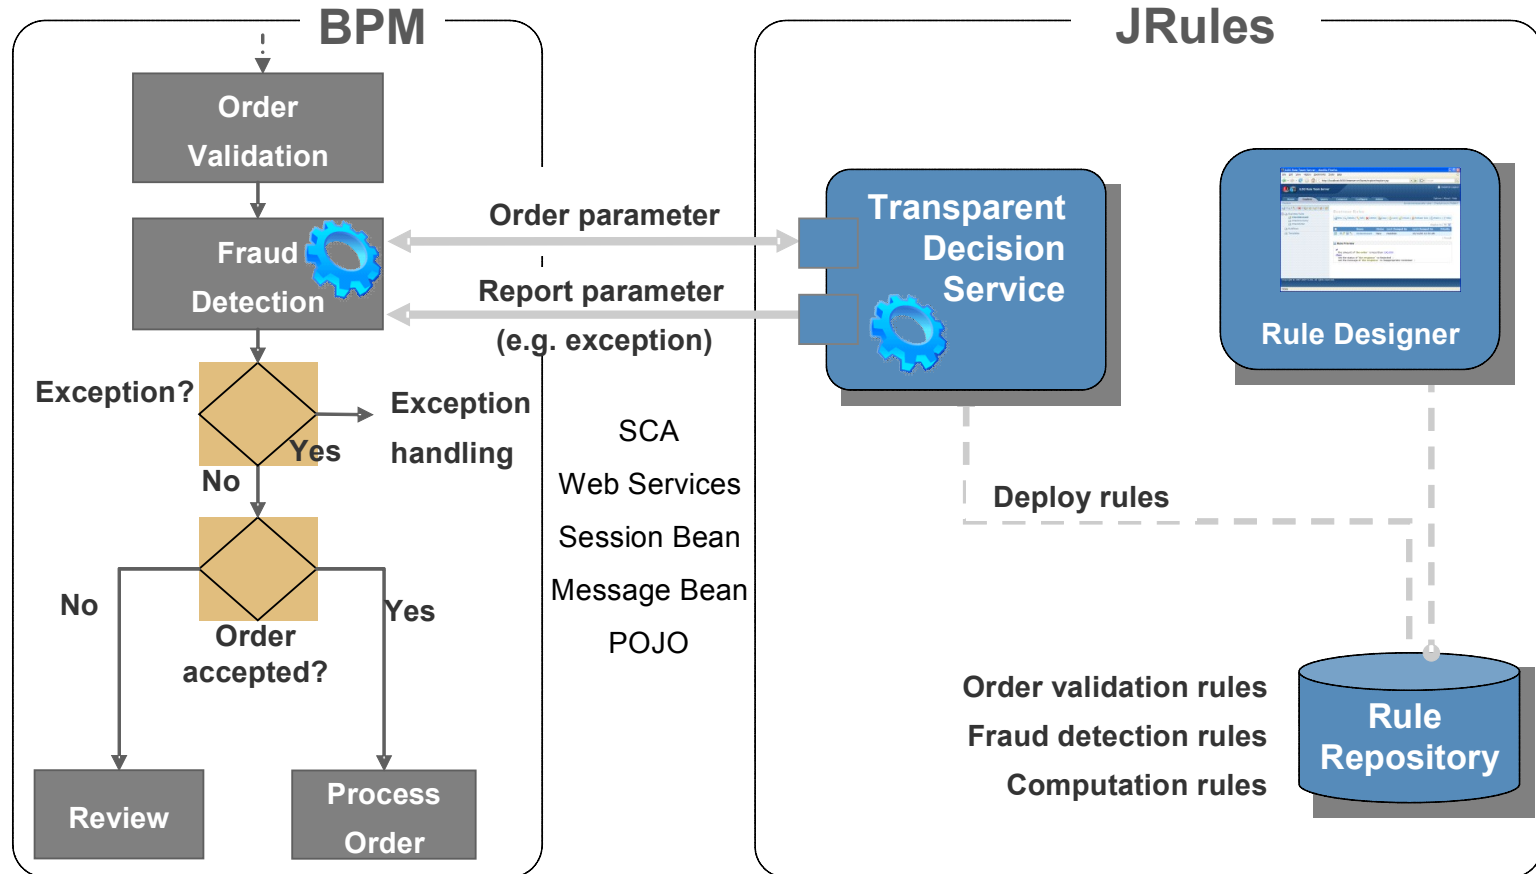 BPM
JRules
Order
Validation
Fraud
Detection
Order parameter
Report parameter
(e.g. exception)
Transparent
Decision
Service
Rule Designer
Exception?
Yes
Exception
handling
No
No
Yes
Order
accepted?
Review
Process
Order
SCA
Web Services
Session Bean
Message Bean
POJO
Deploy rules
Order validation rules
Fraud detection rules
Computation rules
Rule
Repository